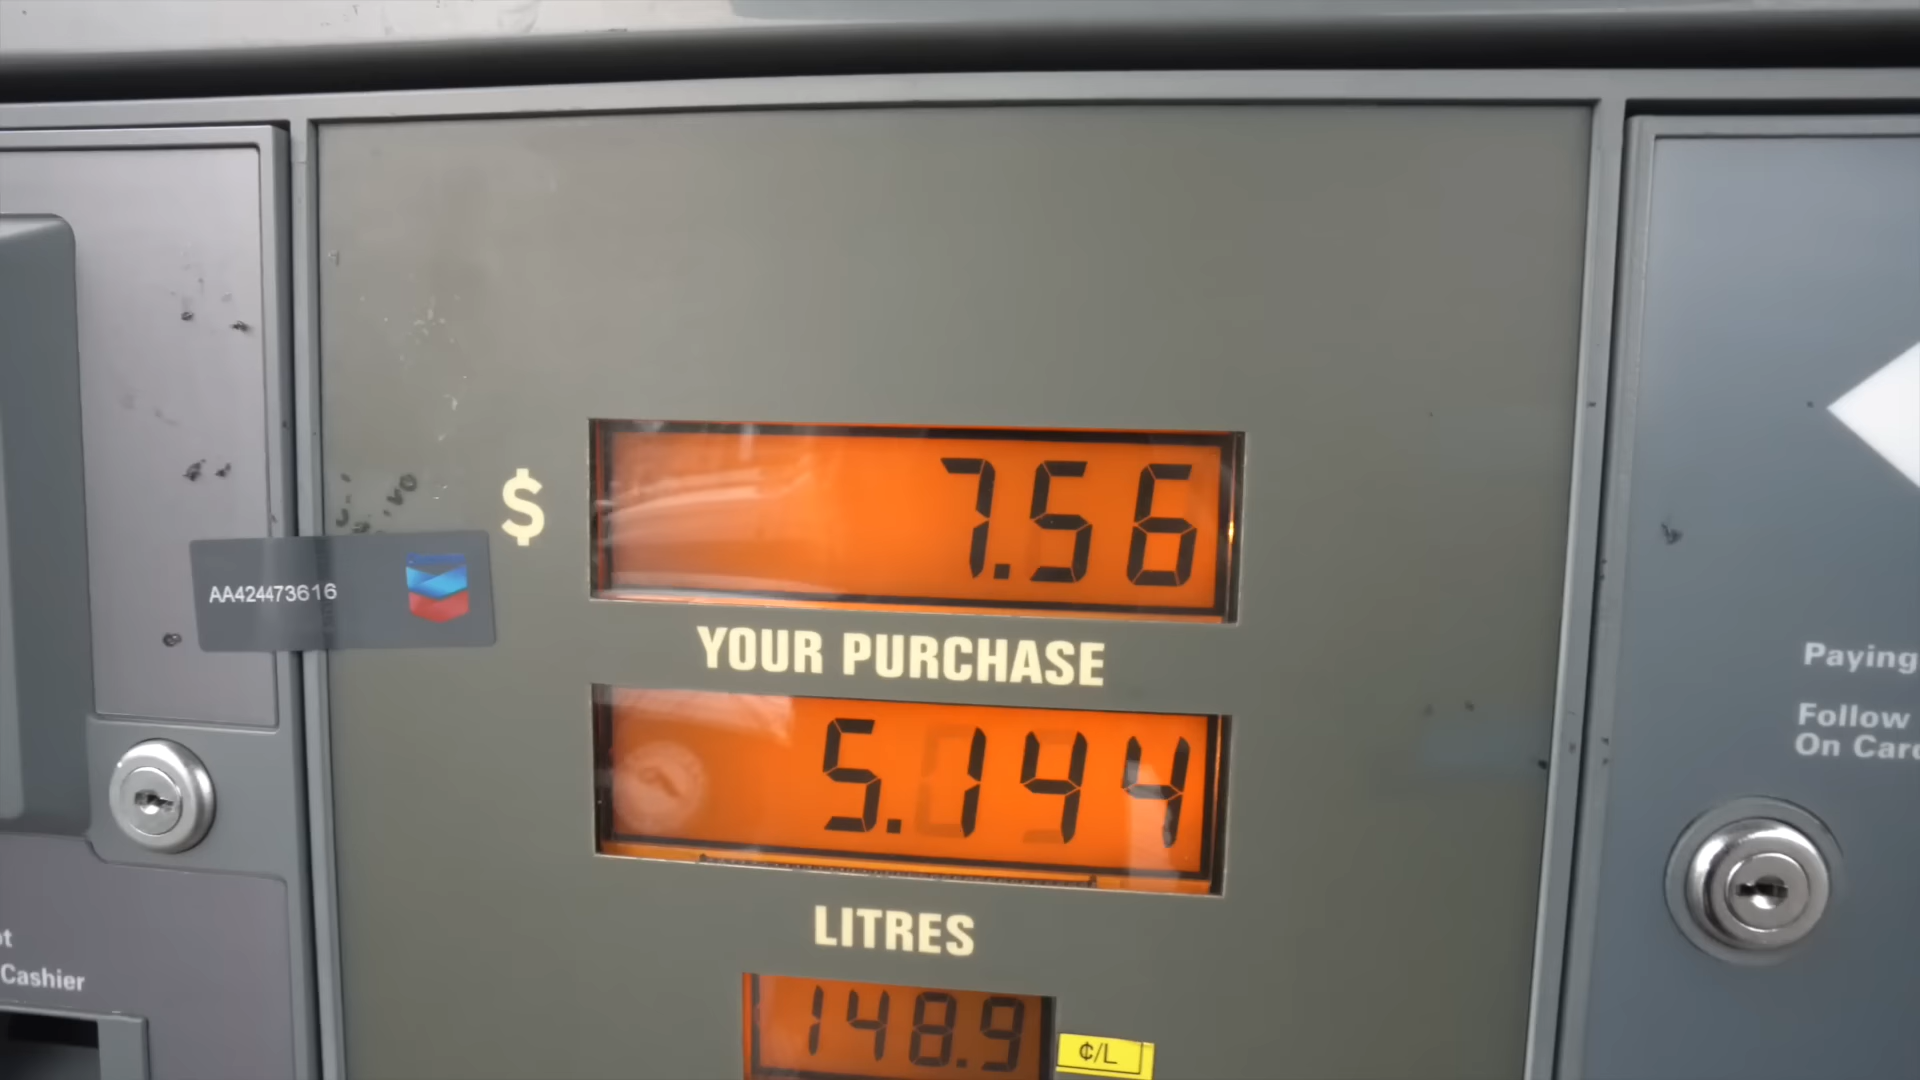 $ 7.56
AA424473616
YOUR PURCHASE
5.144
LITRES
148.9 ¢/L
Cashier
Paying
Follow
On Card